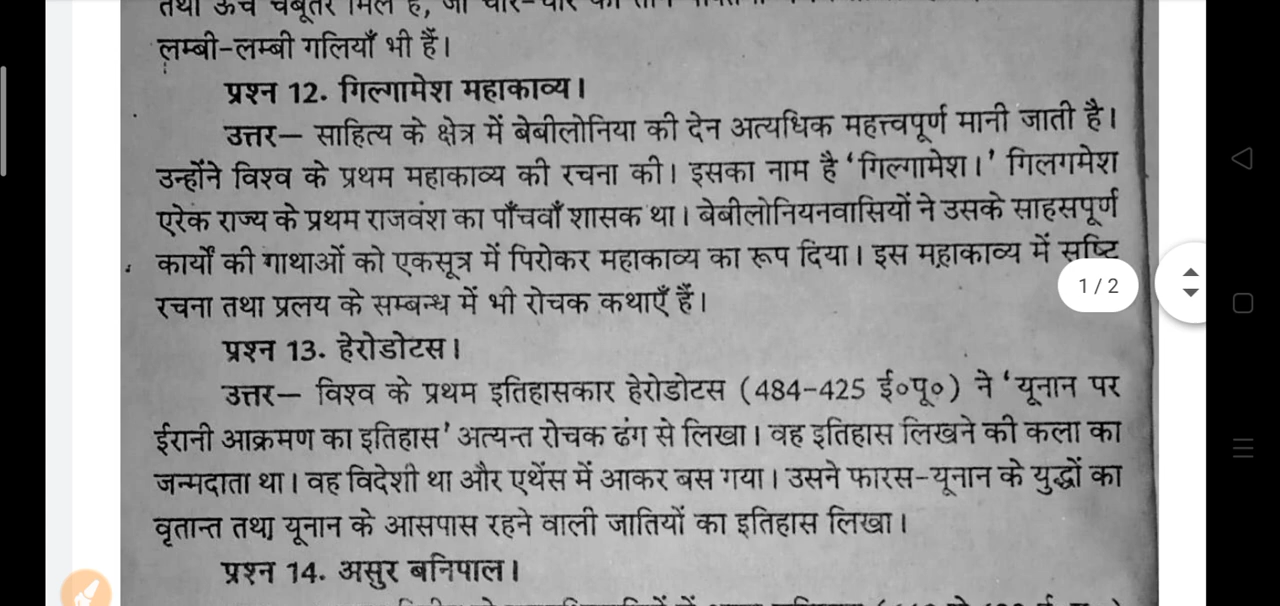 लम्बी-लम्बी गलियाँ भी हैं।
प्रश्न 12. गिल्गामेश महाकाव्य।
उत्तर— साहित्य के क्षेत्र में बेबीलोनिया की देन अत्यधिक महत्त्वपूर्ण मानी जाती है।
उन्होंने विश्व के प्रथम महाकाव्य की रचना की। इसका नाम है ‘गिल्गामेश।’ गिलगमेश
एरेक राज्य के प्रथम राजवंश का पाँचवाँ शासक था। बेबीलोनियनवासियों ने उसके साहसपूर्ण
कार्यों की गाथाओं को एकसूत्र में पिरोकर महाकाव्य का रूप दिया। इस महाकाव्य में सृष्टि
रचना तथा प्रलय के सम्बन्ध में भी रोचक कथाएँ हैं।
1 / 2
प्रश्न 13. हेरोडोटस।
उत्तर— विश्व के प्रथम इतिहासकार हेरोडोटस (484-425 ई०पू०) ने ‘यूनान पर
ईरानी आक्रमण का इतिहास’ अत्यन्त रोचक ढंग से लिखा। वह इतिहास लिखने की कला का
जन्मदाता था। वह विदेशी था और एथेंस में आकर बस गया। उसने फारस-यूनान के युद्धों का
वृतान्त तथा यूनान के आसपास रहने वाली जातियों का इतिहास लिखा।
प्रश्न 14. असुर बनिपाल।